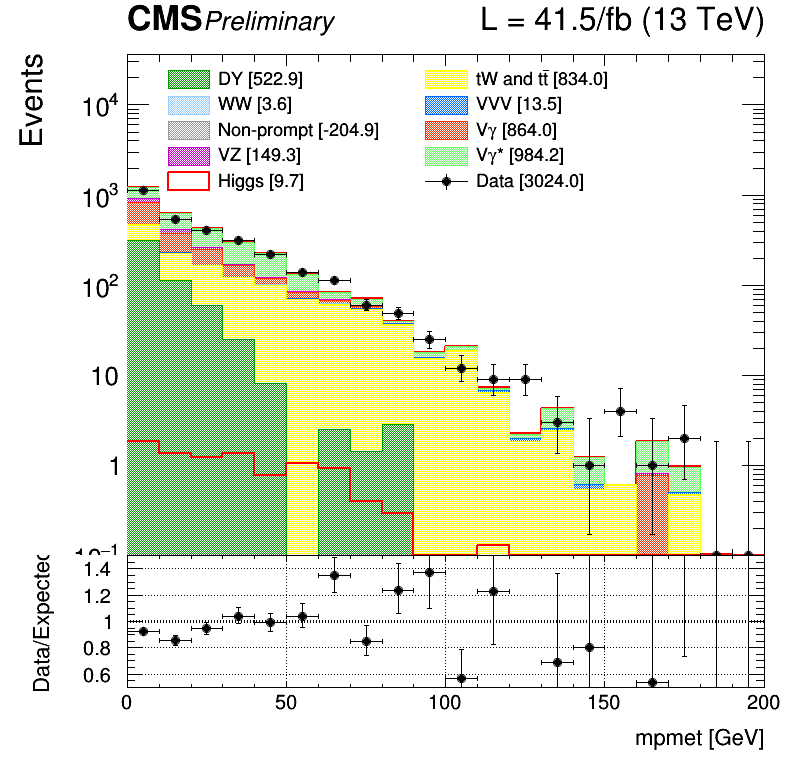 CMS Preliminary L = 41.5/fb (13 TeV)
Events
DY [522.9] tW and tt̄ [834.0]
WW [3.6] VVV [13.5]
Non-prompt [-204.9] Vγ [864.0]
VZ [149.3] Vγ* [984.2]
Higgs [9.7] Data [3024.0]
10⁴
10³
10²
10
1
10⁻¹
Data/Expected
1.4
1.2
1
0.8
0.6
0 50 100 150 200
mpmet [GeV]